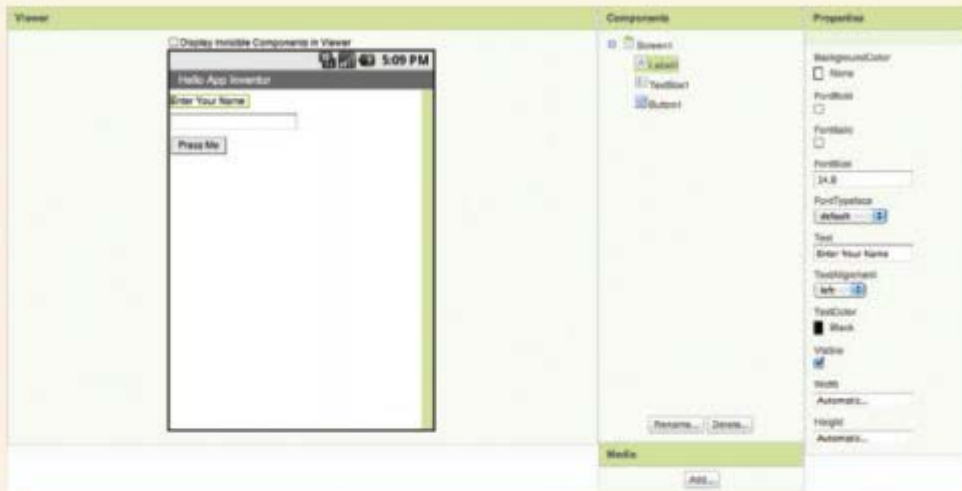 Viewer
Display Invisible Components in Viewer
5:09 PM
Hello App Inventor
Enter Your Name
Press Me
Components
Screen1
Label1
TextBox1
Button1
Rename... Delete...
Media
Add...
Properties
BackgroundColor
None
FontBold
FontItalic
FontSize
14.0
FontTypeface
default
Text
Enter Your Name
TextAlignment
left
TextColor
Black
Visible
Width
Automatic...
Height
Automatic...